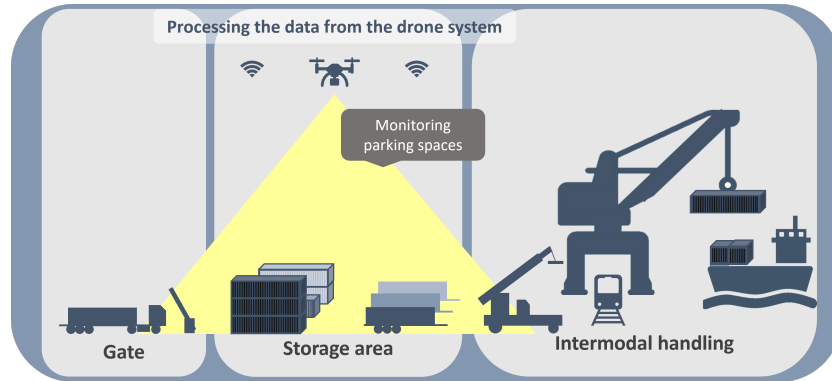 Processing the data from the drone system
Monitoring
parking spaces
Gate
Storage area
Intermodal handling